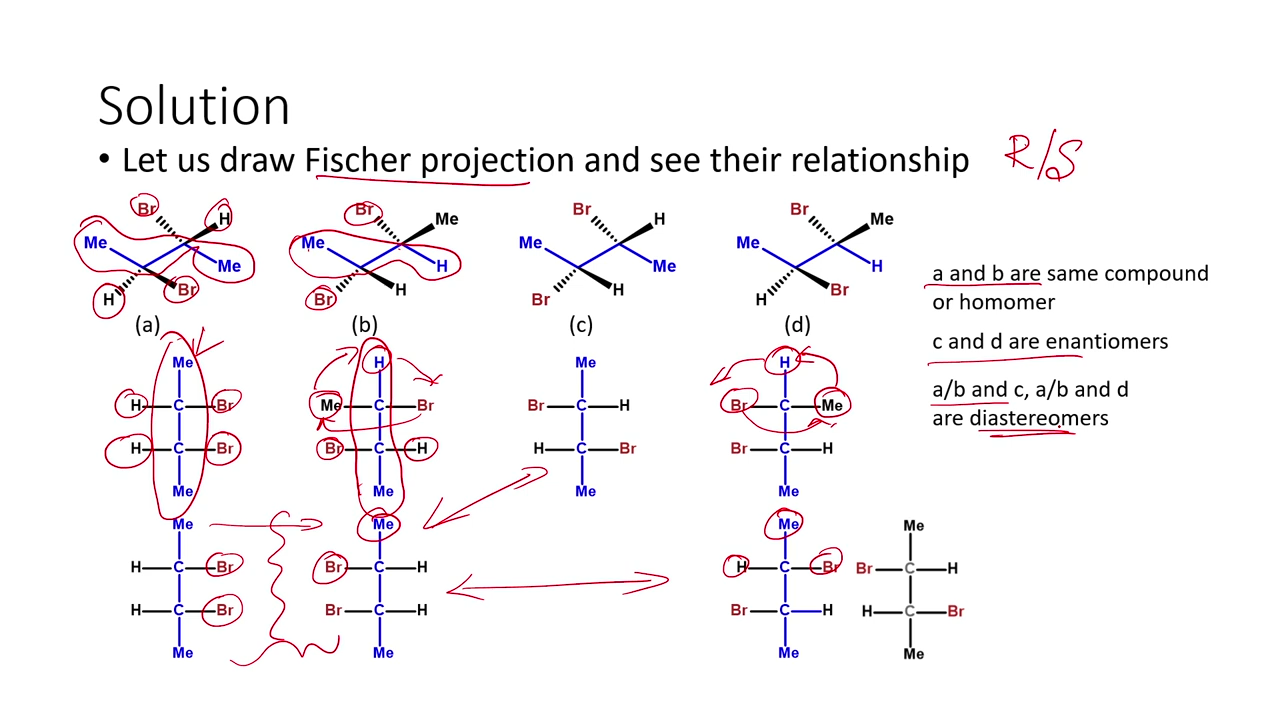 Solution
• Let us draw Fischer projection and see their relationship R/S
Br H Br Me Br H Br Me
Me Me Me H Me Me Me H
H Br Br H Br H H Br
(a) (b) (c) (d)
a and b are same compound
or homomer
c and d are enantiomers
a/b and c, a/b and d
are diastereomers
Me H Me H
H C Br Me C Br Br C H Br C Me
H C Br Br C H H C Br Br C H
Me Me Me Me
Me Me Me Me
H C Br Br C H H C Br Br C H
H C Br Br C H Br C H H C Br
Me Me Me Me